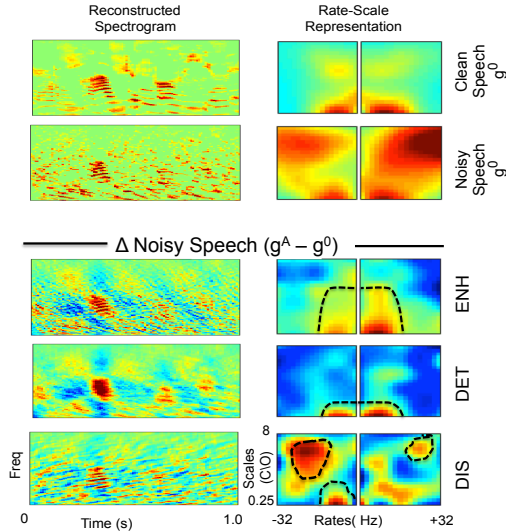 Reconstructed
Spectrogram
Rate-Scale
Representation
Clean
Speech
g⁰
Noisy
Speech
g⁰
Δ Noisy Speech (gᴬ – g⁰)
ENH
DET
DIS
Freq
0
Time (s)
1.0
8
Scales
(C\O)
0.25
-32
Rates( Hz)
+32